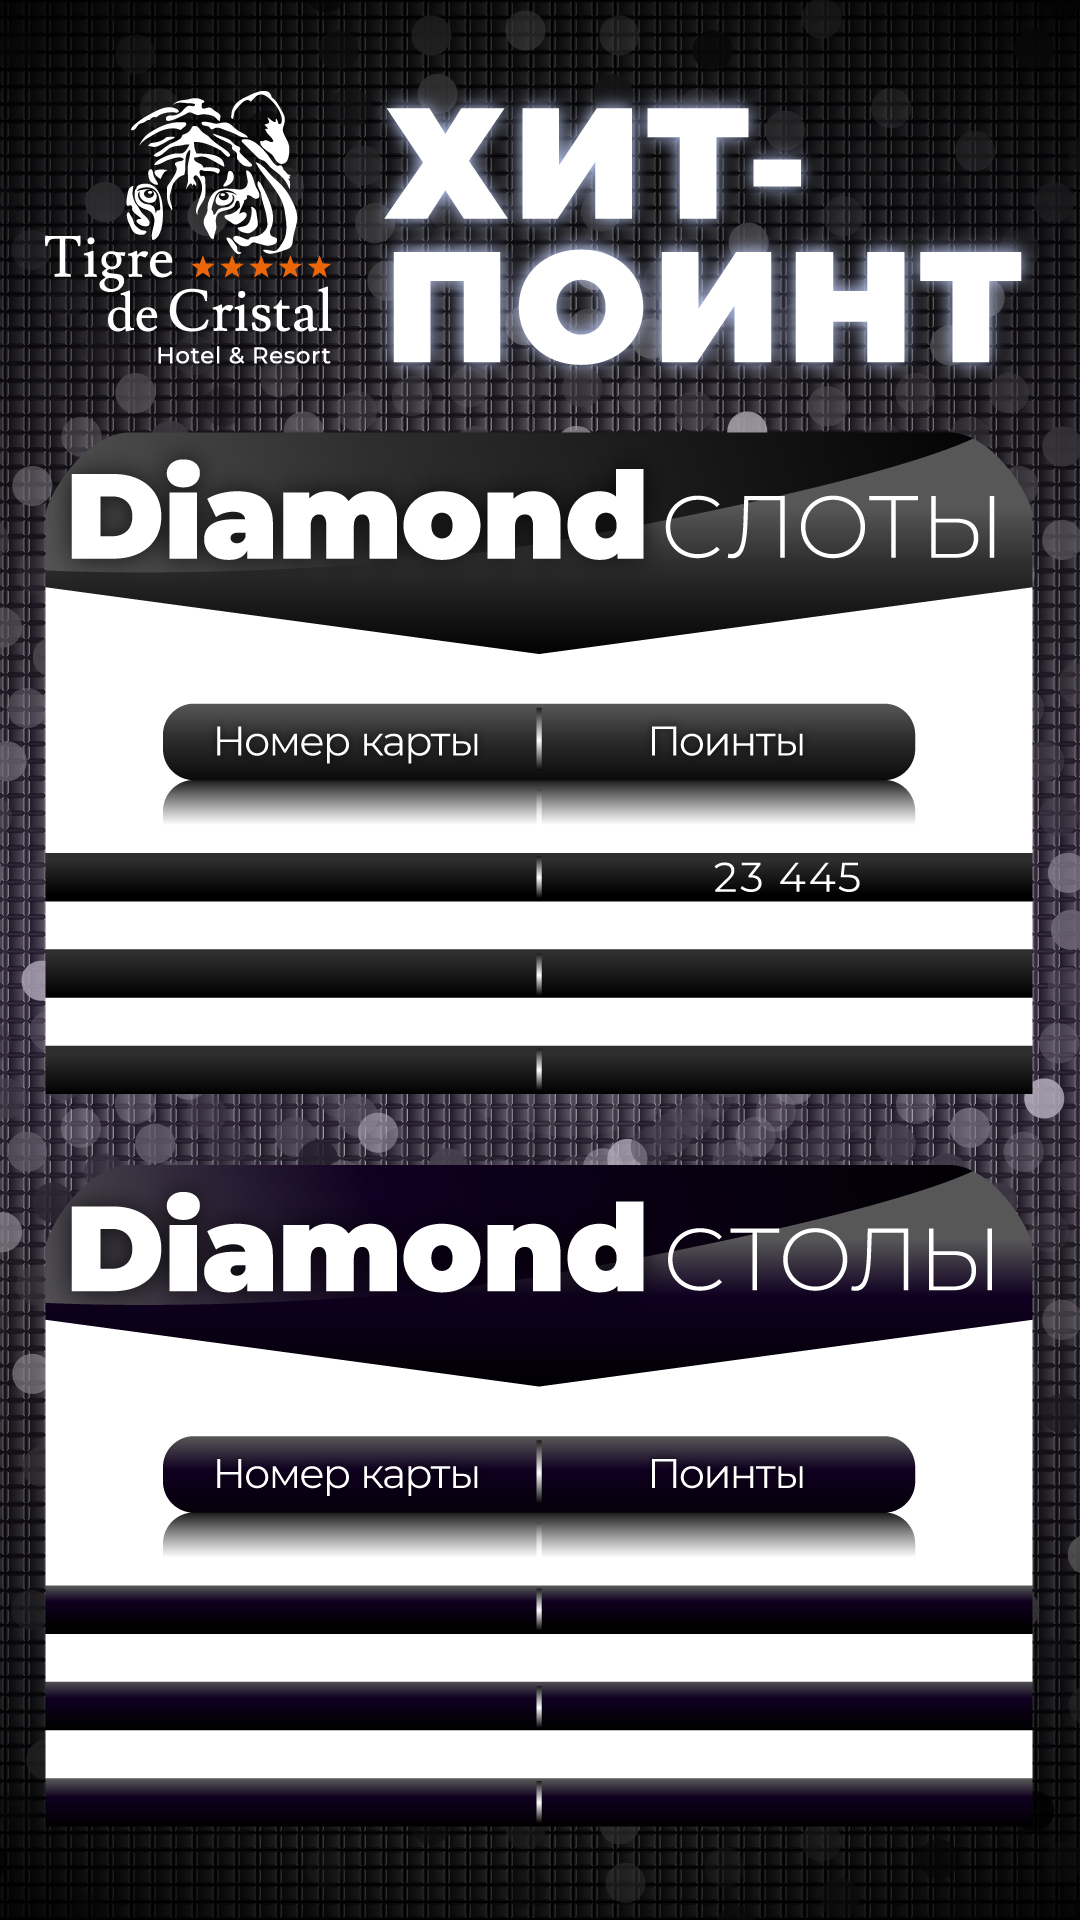 Tigre
de Cristal
Hotel & Resort
ХИТ-
ПОИНТ
Diamond СЛОТЫ
Номер карты Поинты
23 445
Diamond СТОЛЫ
Номер карты Поинты